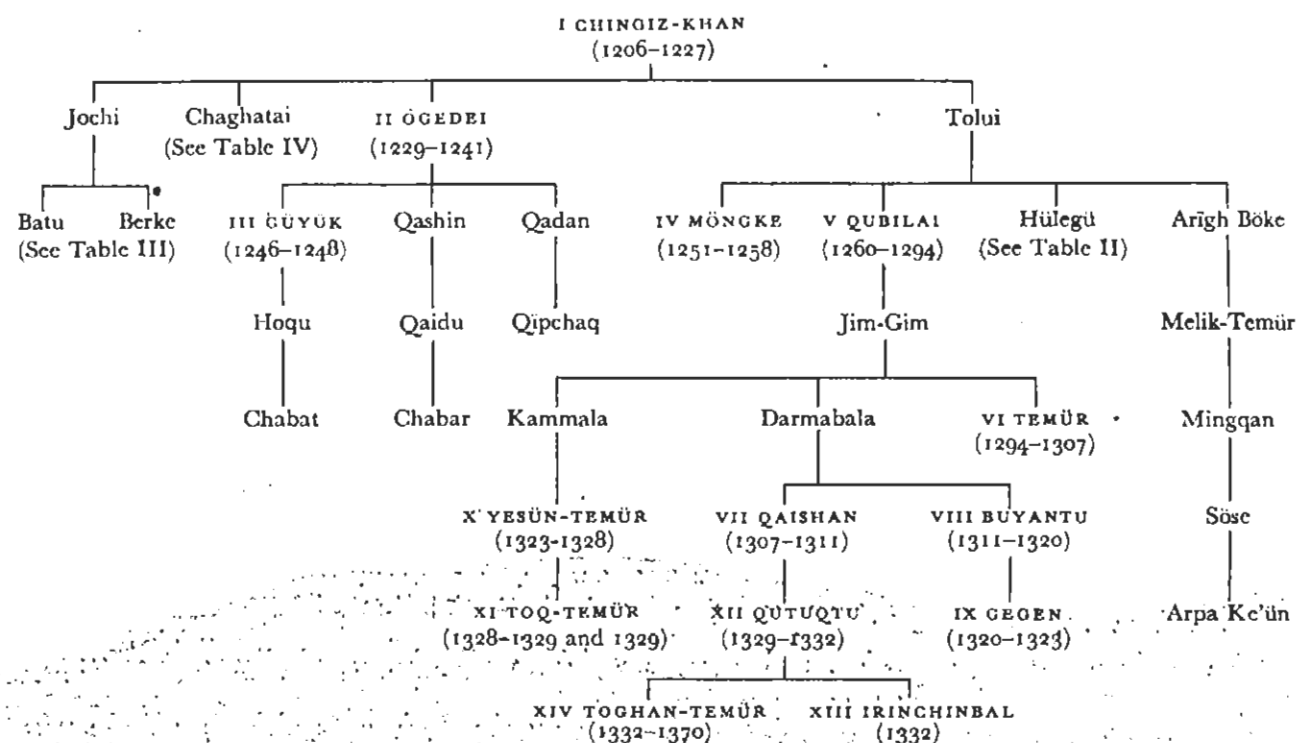 I CHINGIZ-KHAN
(1206–1227)
Jochi Chaghatai II ÖGEDEI Tolui
(See Table IV) (1229–1241)
Batu Berke III GÜYÜK Qashin Qadan IV MÖNGKE V QUBILAI Hülegü Arïgh Böke
(See Table III) (1246–1248) (1251–1258) (1260–1294) (See Table II)
Hoqu Qaidu Qïpchaq Jim-Gim Melik-Temür
Chabat Chabar Kammala Darmabala VI TEMÜR Mingqan
(1294–1307)
X YESÜN-TEMÜR VII QAISHAN VIII BUYANTU Söse
(1323–1328) (1307–1311) (1311–1320)
XI TOQ-TEMÜR XII QUTUQTU IX GEGEN Arpa Ke'ün
(1328–1329 and 1329) (1329–1332) (1320–1323)
XIV TOGHAN-TEMÜR XIII IRINCHINBAL
(1332–1370) (1332)